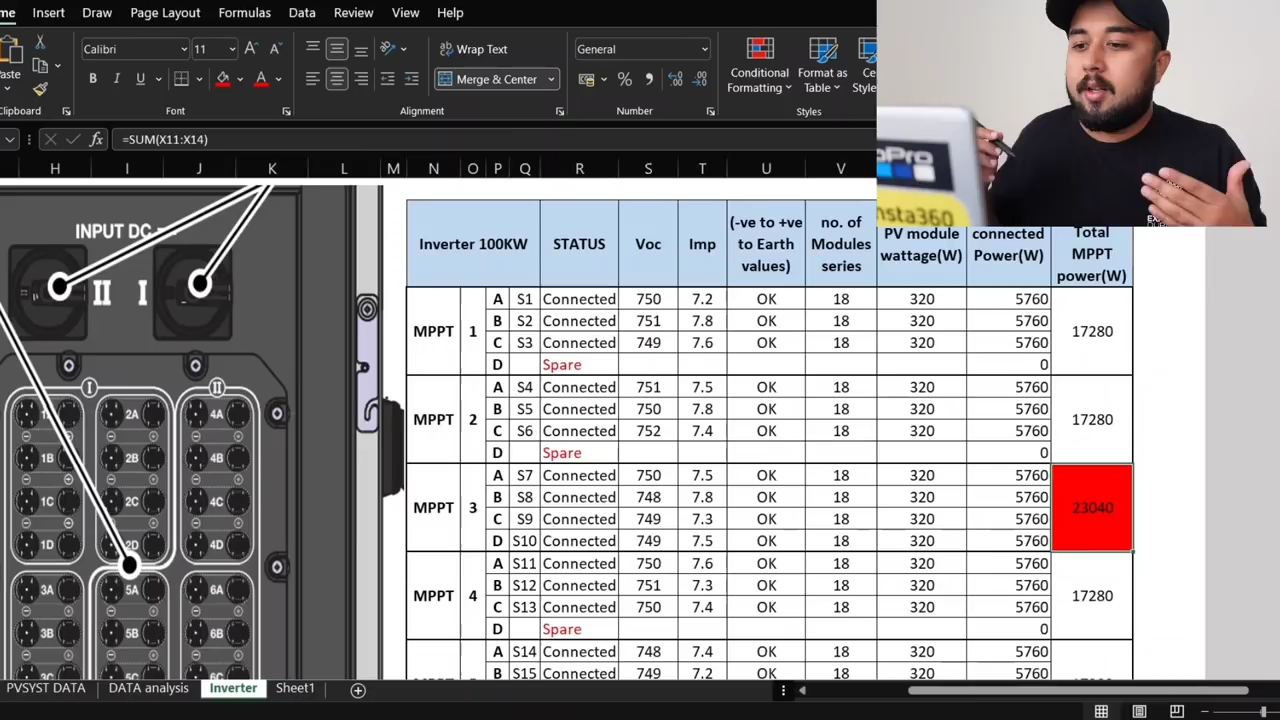 me Insert Draw Page Layout Formulas Data Review View Help
Calibri 11 Wrap Text General
aste B I U A Merge & Center % Conditional Formatting Format as Table
Clipboard Font Alignment Number Styles
fx =SUM(X11:X14)
H I J K L M N O P Q R S T U V
INPUT DC
II I
I II
2A 4A
1B 2B 4B
1C 2C 4C
1D 2D 4D
3A 5A 6A
3B 5B 6B
Inverter 100KW STATUS Voc Imp (-ve to +ve to Earth values) no. of Modules series PV module wattage(W) connected Power(W) Total MPPT power(W)
MPPT 1 A S1 Connected 750 7.2 OK 18 320 5760 17280
B S2 Connected 751 7.8 OK 18 320 5760
C S3 Connected 749 7.6 OK 18 320 5760
D Spare 0
MPPT 2 A S4 Connected 751 7.5 OK 18 320 5760 17280
B S5 Connected 750 7.8 OK 18 320 5760
C S6 Connected 752 7.4 OK 18 320 5760
D Spare 0
MPPT 3 A S7 Connected 750 7.5 OK 18 320 5760 23040
B S8 Connected 748 7.8 OK 18 320 5760
C S9 Connected 749 7.3 OK 18 320 5760
D S10 Connected 749 7.5 OK 18 320 5760
MPPT 4 A S11 Connected 750 7.6 OK 18 320 5760 17280
B S12 Connected 751 7.3 OK 18 320 5760
C S13 Connected 750 7.4 OK 18 320 5760
D Spare 0
A S14 Connected 748 7.4 OK 18 320 5760
B S15 Connected 749 7.2 OK 18 320 5760
PVSYST DATA DATA analysis Inverter Sheet1
oPro
nsta360